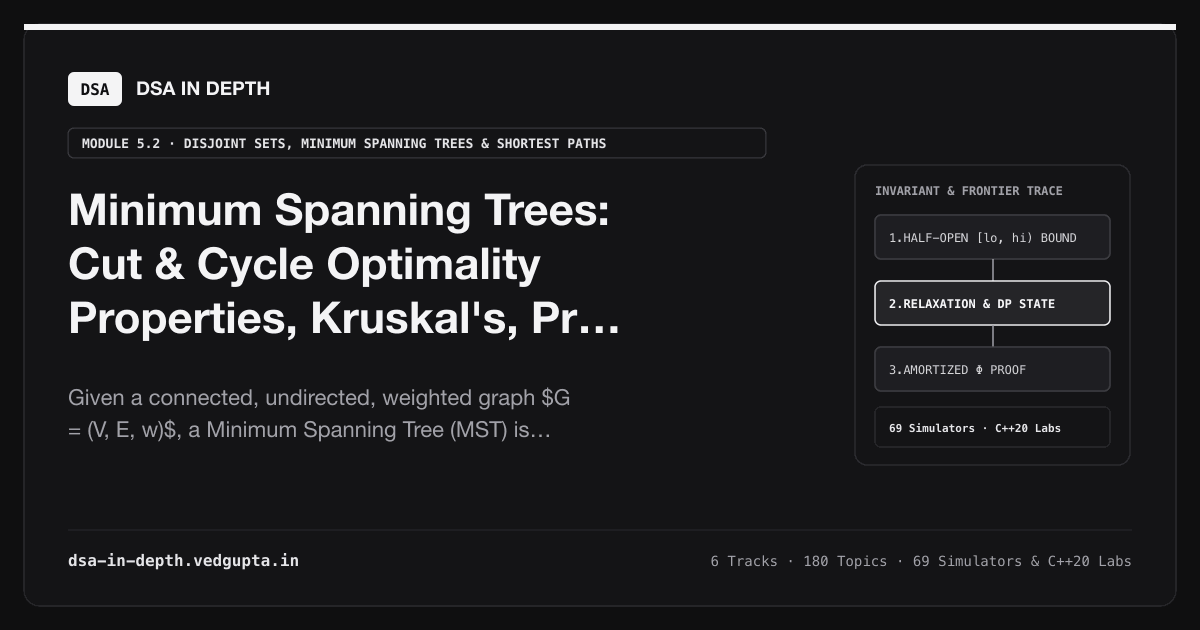 DSA
DSA IN DEPTH
MODULE 5.2 · DISJOINT SETS, MINIMUM SPANNING TREES & SHORTEST PATHS
Minimum Spanning Trees:
Cut & Cycle Optimality
Properties, Kruskal's, Pr...
Given a connected, undirected, weighted graph $G
= (V, E, w)$, a Minimum Spanning Tree (MST) is...
INVARIANT & FRONTIER TRACE
1.HALF-OPEN [lo, hi) BOUND
2.RELAXATION & DP STATE
3.AMORTIZED Φ PROOF
69 Simulators · C++20 Labs
dsa-in-depth.vedgupta.in
6 Tracks · 180 Topics · 69 Simulators & C++20 Labs